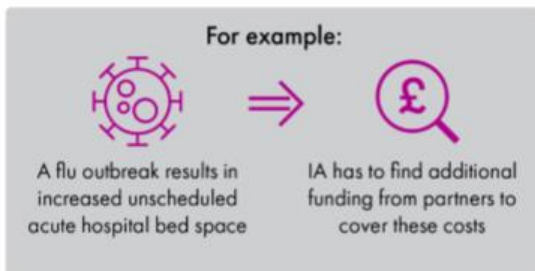 For example:
£
A flu outbreak results in
increased unscheduled
acute hospital bed space
IA has to find additional
funding from partners to
cover these costs